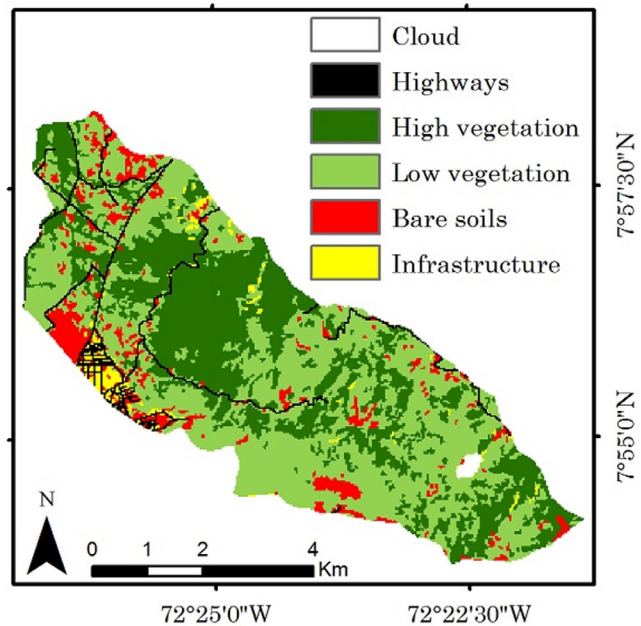 Cloud
Highways
High vegetation
Low vegetation
Bare soils
Infrastructure
7°57'30"N
7°55'0"N
N
0 1 2 4
Km
72°25'0"W 72°22'30"W